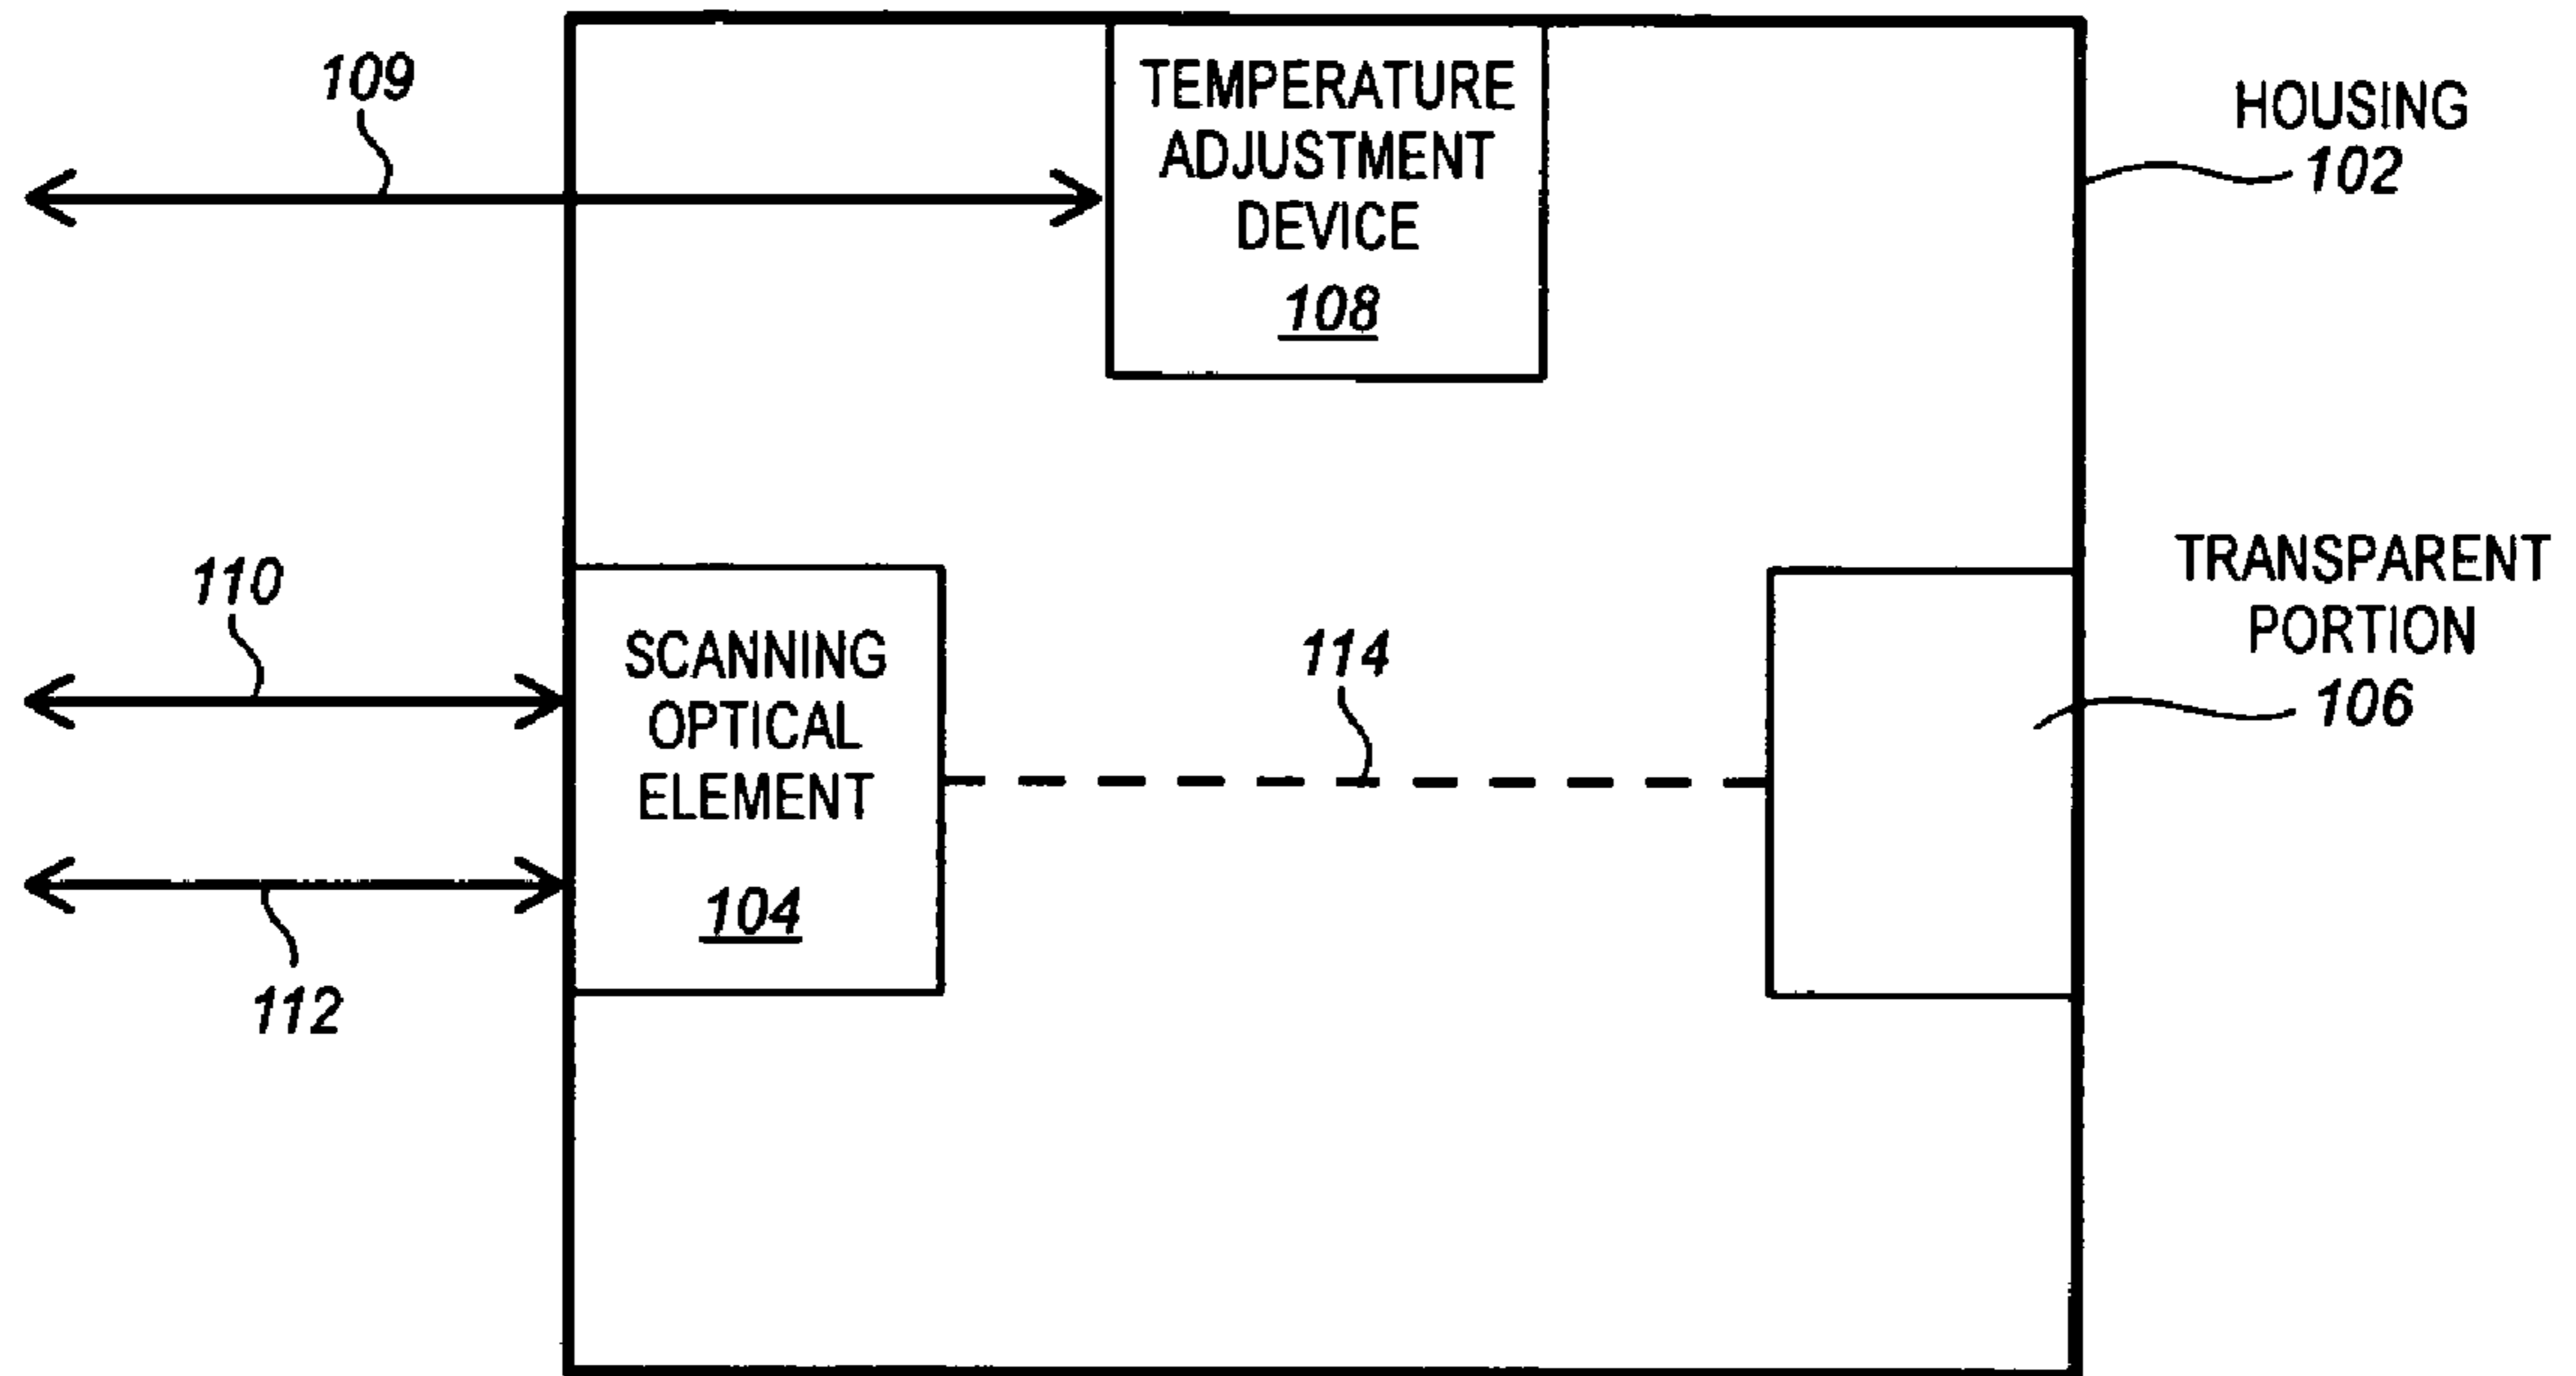 109
TEMPERATURE
ADJUSTMENT
DEVICE
108
HOUSING
102
110
SCANNING
OPTICAL
ELEMENT
104
112
114
TRANSPARENT
PORTION
106